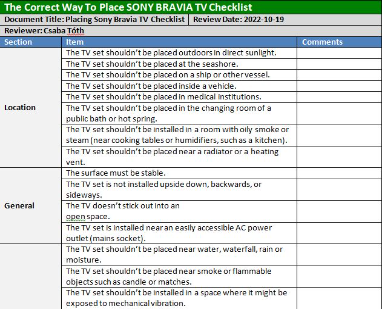 The Correct Way To Place SONY BRAVIA TV Checklist
Document Title: Placing Sony Bravia TV Checklist Review Date: 2022-10-19
Reviewer: Csaba Tóth
Section Item Comments
Location
The TV set shouldn't be placed outdoors in direct sunlight.
The TV set shouldn't be placed at the seashore.
The TV set shouldn't be placed on a ship or other vessel.
The TV set shouldn't be placed inside a vehicle.
The TV set shouldn't be placed in medical institutions.
The TV set shouldn't be placed in the changing room of a
public bath or hot spring.
The TV set shouldn't be installed in a room with oily smoke or
steam (near cooking tables or humidifiers, such as a kitchen).
The TV set shouldn't be placed near a radiator or a heating
vent.
General
The surface must be stable.
The TV set is not installed upside down, backwards, or
sideways.
The TV doesn't stick out into an
open space.
The TV set is installed near an easily accessible AC power
outlet (mains socket).
The TV set shouldn't be placed near water, waterfall, rain or
moisture.
The TV set shouldn't be placed near smoke or flammable
objects such as candle or matches.
The TV set shouldn't be installed in a space where it might be
exposed to mechanical vibration.